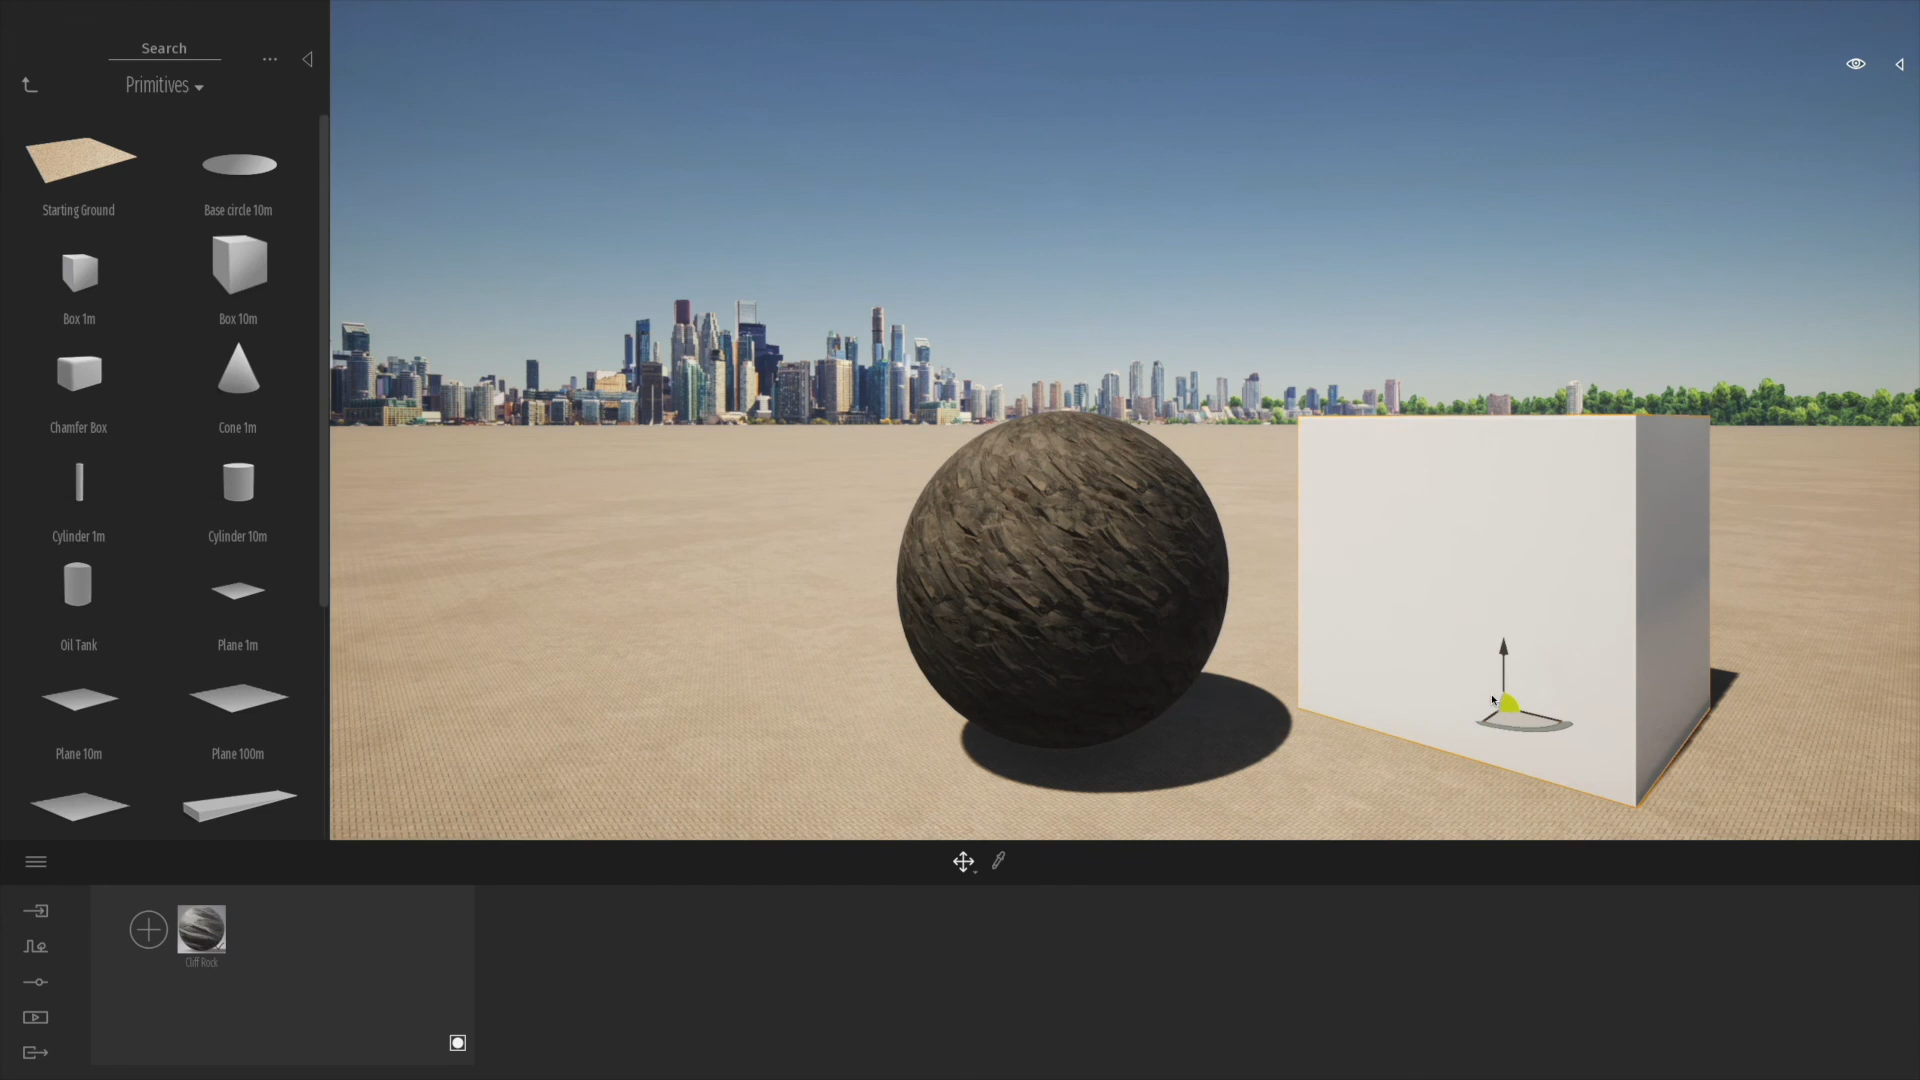 Search
Primitives
Starting Ground
Base circle 10m
Box 1m
Box 10m
Chamfer Box
Cone 1m
Cylinder 1m
Cylinder 10m
Oil Tank
Plane 1m
Plane 10m
Plane 100m
Cliff Rock